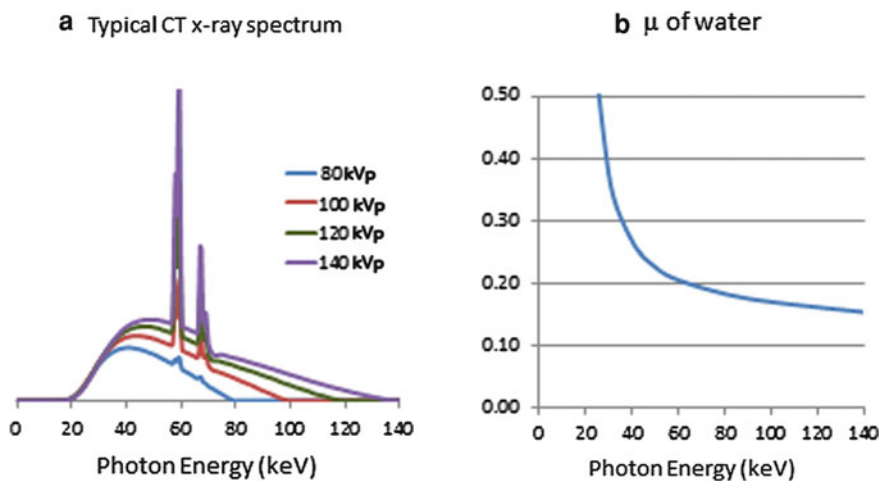 a Typical CT x-ray spectrum
80 kVp
100 kVp
120 kVp
140 kVp
0 20 40 60 80 100 120 140
Photon Energy (keV)
b μ of water
0.50
0.40
0.30
0.20
0.10
0.00
0 20 40 60 80 100 120 140
Photon Energy (keV)